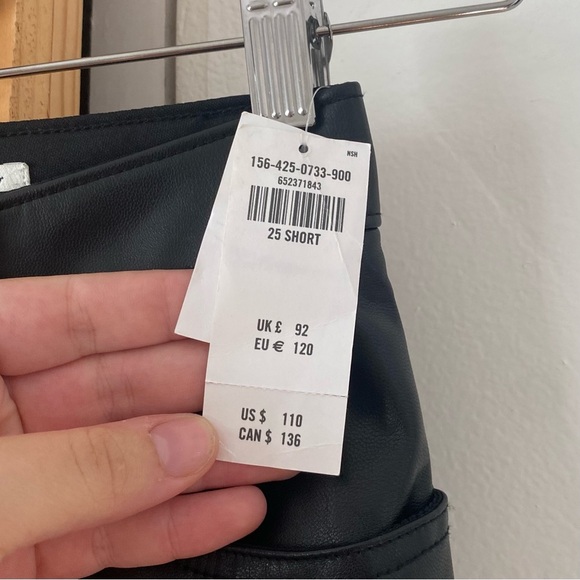 NSH
156-425-0733-900
652371843
25 SHORT
UK £ 92
EU € 120
US $ 110
CAN $ 136